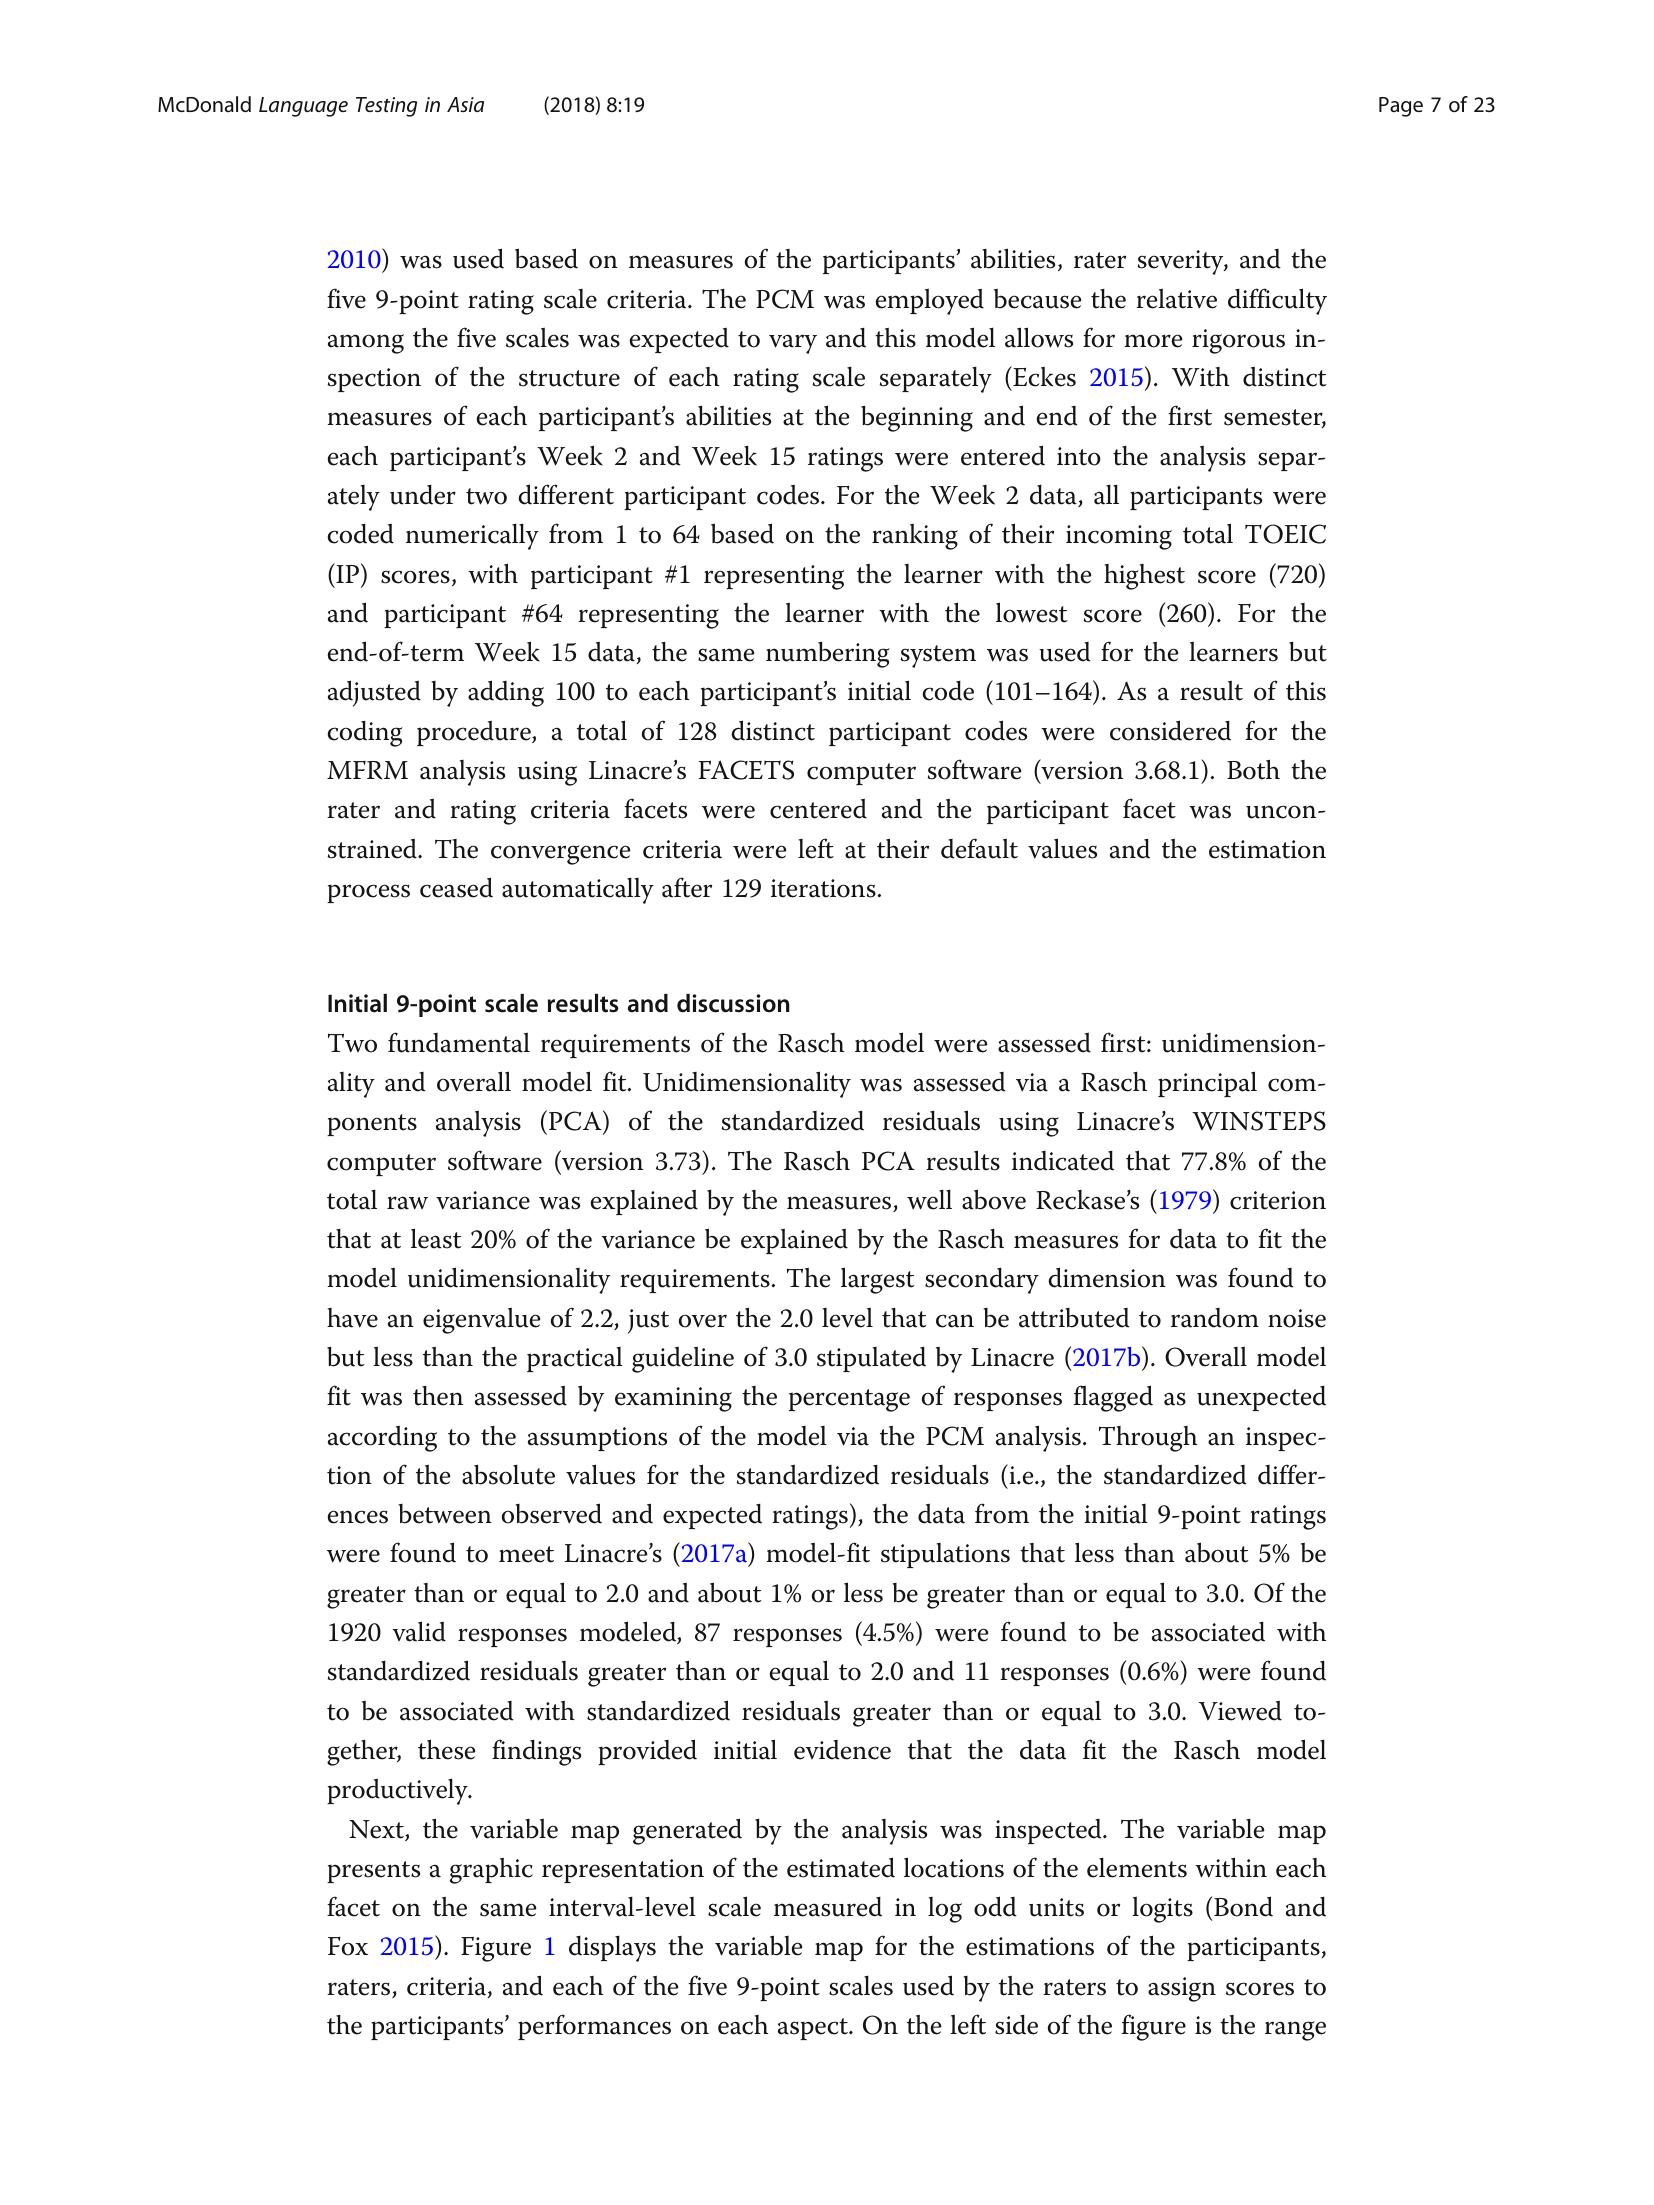 McDonald Language Testing in Asia (2018) 8:19 Page 7 of 23
2010) was used based on measures of the participants’ abilities, rater severity, and the
five 9-point rating scale criteria. The PCM was employed because the relative difficulty
among the five scales was expected to vary and this model allows for more rigorous in-
spection of the structure of each rating scale separately (Eckes 2015). With distinct
measures of each participant’s abilities at the beginning and end of the first semester,
each participant’s Week 2 and Week 15 ratings were entered into the analysis separ-
ately under two different participant codes. For the Week 2 data, all participants were
coded numerically from 1 to 64 based on the ranking of their incoming total TOEIC
(IP) scores, with participant #1 representing the learner with the highest score (720)
and participant #64 representing the learner with the lowest score (260). For the
end-of-term Week 15 data, the same numbering system was used for the learners but
adjusted by adding 100 to each participant’s initial code (101–164). As a result of this
coding procedure, a total of 128 distinct participant codes were considered for the
MFRM analysis using Linacre’s FACETS computer software (version 3.68.1). Both the
rater and rating criteria facets were centered and the participant facet was uncon-
strained. The convergence criteria were left at their default values and the estimation
process ceased automatically after 129 iterations.
Initial 9-point scale results and discussion
Two fundamental requirements of the Rasch model were assessed first: unidimension-
ality and overall model fit. Unidimensionality was assessed via a Rasch principal com-
ponents analysis (PCA) of the standardized residuals using Linacre’s WINSTEPS
computer software (version 3.73). The Rasch PCA results indicated that 77.8% of the
total raw variance was explained by the measures, well above Reckase’s (1979) criterion
that at least 20% of the variance be explained by the Rasch measures for data to fit the
model unidimensionality requirements. The largest secondary dimension was found to
have an eigenvalue of 2.2, just over the 2.0 level that can be attributed to random noise
but less than the practical guideline of 3.0 stipulated by Linacre (2017b). Overall model
fit was then assessed by examining the percentage of responses flagged as unexpected
according to the assumptions of the model via the PCM analysis. Through an inspec-
tion of the absolute values for the standardized residuals (i.e., the standardized differ-
ences between observed and expected ratings), the data from the initial 9-point ratings
were found to meet Linacre’s (2017a) model-fit stipulations that less than about 5% be
greater than or equal to 2.0 and about 1% or less be greater than or equal to 3.0. Of the
1920 valid responses modeled, 87 responses (4.5%) were found to be associated with
standardized residuals greater than or equal to 2.0 and 11 responses (0.6%) were found
to be associated with standardized residuals greater than or equal to 3.0. Viewed to-
gether, these findings provided initial evidence that the data fit the Rasch model
productively.
Next, the variable map generated by the analysis was inspected. The variable map
presents a graphic representation of the estimated locations of the elements within each
facet on the same interval-level scale measured in log odd units or logits (Bond and
Fox 2015). Figure 1 displays the variable map for the estimations of the participants,
raters, criteria, and each of the five 9-point scales used by the raters to assign scores to
the participants’ performances on each aspect. On the left side of the figure is the range